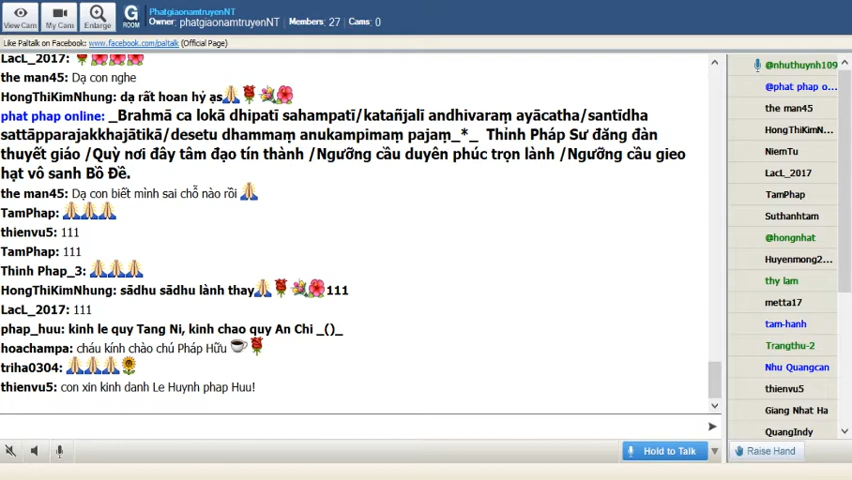 PhatgiaonamtruyenNT
Owner: phatgiaonamtruyenNT Members: 27 Cams: 0
View Cam My Cam Enlarge G ROOM
Like Paltalk on Facebook: www.facebook.com/paltalk (Official Page)
LacL_2017:
the man45: Dạ con nghe
HongThiKimNhung: dạ rất hoan hỷ ạs
phat phap online: _Brahmā ca lokā dhipatī sahampatī/katañjalī andhivaraṃ ayācatha/santīdha
sattāpparajakkhajātikā/desetu dhammaṃ anukampimaṃ pajaṃ_*_ Thỉnh Pháp Sư đăng đàn
thuyết giáo /Quỳ nơi đây tâm đạo tín thành /Ngưỡng cầu duyên phúc trọn lành /Ngưỡng cầu gieo
hạt vô sanh Bồ Đề.
the man45: Dạ con biết mình sai chỗ nào rồi
TamPhap:
thienvu5: 111
TamPhap: 111
Thinh Phap_3:
HongThiKimNhung: sādhu sādhu lành thay 111
LacL_2017: 111
phap_huu: kinh le quy Tang Ni, kinh chao quy An Chi _()_
hoachampa: cháu kính chào chú Pháp Hữu
triha0304:
thienvu5: con xin kinh danh Le Huynh phap Huu!
@nhuthuynh109
@phat phap o...
the man45
HongThiKimN...
NiemTu
LacL_2017
TamPhap
Suthanhtam
@hongnhat
Huyenmong2...
thy lam
metta17
tam-hanh
Trangthu-2
Nhu Quangcan
thienvu5
Giang Nhat Ha
QuangIndy
Hold to Talk
Raise Hand